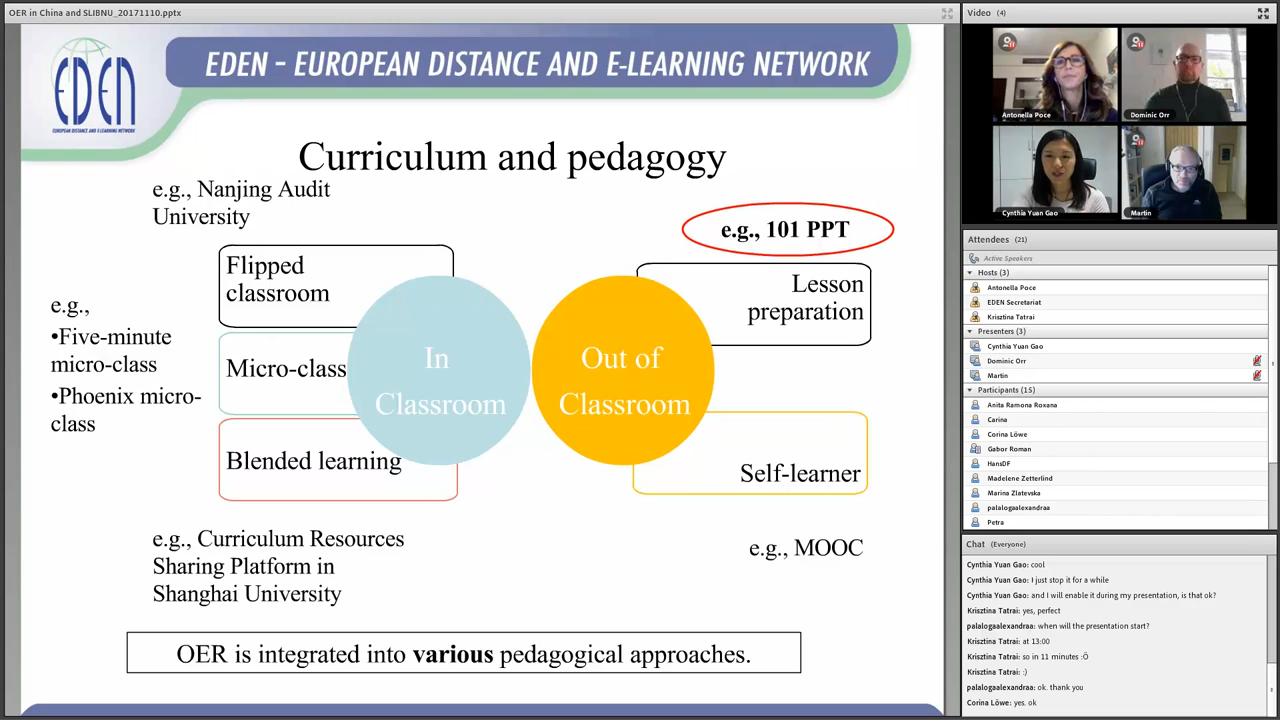 OER in China and SLIBNU_20171110.pptx
EDEN
EUROPEAN DISTANCE AND E-LEARNING NETWORK
EDEN - EUROPEAN DISTANCE AND E-LEARNING NETWORK
Curriculum and pedagogy
e.g., Nanjing Audit
University
e.g., 101 PPT
Flipped
classroom
Lesson
preparation
e.g.,
•Five-minute
micro-class
•Phoenix micro-
class
Micro-class
In
Classroom
Out of
Classroom
Blended learning
Self-learner
e.g., Curriculum Resources
Sharing Platform in
Shanghai University
e.g., MOOC
OER is integrated into various pedagogical approaches.
Video (4)
Antonella Poce
Dominic Orr
Cynthia Yuan Gao
Martin
Attendees (21)
Active Speakers
Hosts (3)
Antonella Poce
EDEN Secretariat
Krisztina Tatrai
Presenters (3)
Cynthia Yuan Gao
Dominic Orr
Martin
Participants (15)
Anita Ramona Roxana
Carina
Corina Löwe
Gabor Roman
HansDF
Madelene Zetterlind
Marina Zlatevska
palalogaalexandraa
Petra
Chat (Everyone)
Cynthia Yuan Gao: cool
Cynthia Yuan Gao: I just stop it for a while
Cynthia Yuan Gao: and I will enable it during my presentation, is that ok?
Krisztina Tatrai: yes, perfect
palalogaalexandraa: when will the presentation start?
Krisztina Tatrai: at 13:00
Krisztina Tatrai: so in 11 minutes :Ö
Krisztina Tatrai: :)
palalogaalexandraa: ok. thank you
Corina Löwe: yes. ok